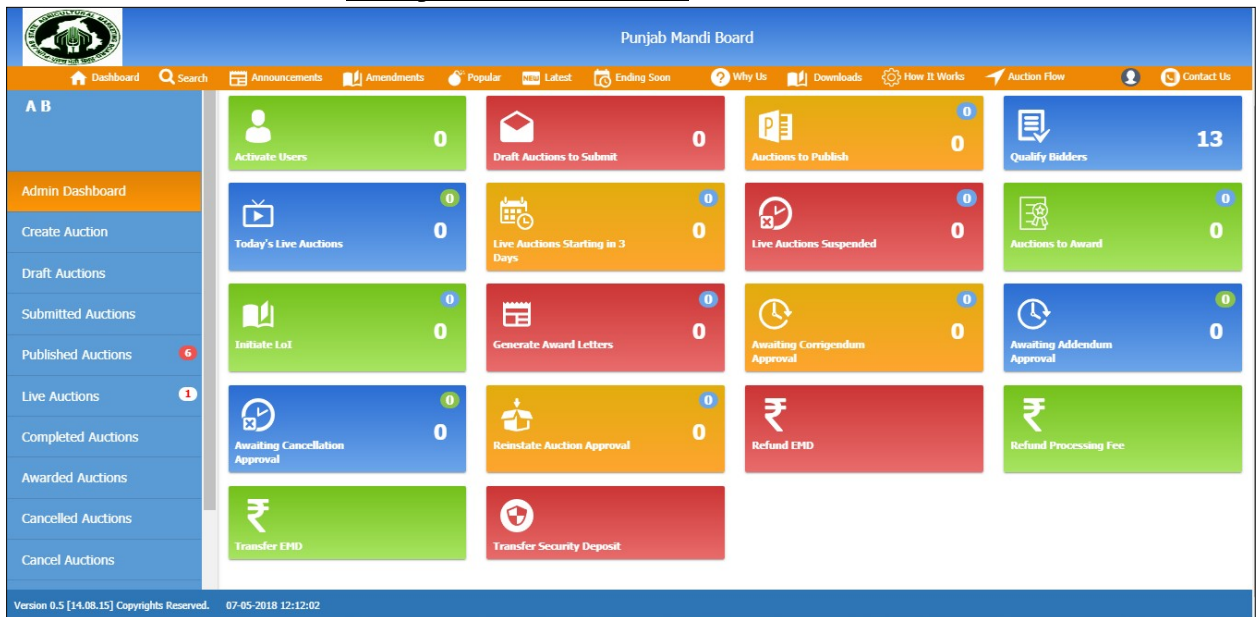 Punjab Mandi Board
Dashboard Search Announcements Amendments Popular NEW Latest Ending Soon Why Us Downloads How It Works Auction Flow Contact Us
A B
Admin Dashboard
Create Auction
Draft Auctions
Submitted Auctions
Published Auctions 6
Live Auctions 1
Completed Auctions
Awarded Auctions
Cancelled Auctions
Cancel Auctions
0
Activate Users
0
Draft Auctions to Submit
0
0
Auctions to Publish
13
Qualify Bidders
0
0
Today's Live Auctions
0
0
Live Auctions Starting in 3
Days
0
0
Live Auctions Suspended
0
0
Auctions to Award
0
0
Initiate LoI
0
0
Generate Award Letters
0
0
Awaiting Corrigendum
Approval
0
0
Awaiting Addendum
Approval
0
0
Awaiting Cancellation
Approval
0
0
Reinstate Auction Approval
₹
Refund EMD
₹
Refund Processing Fee
₹
Transfer EMD
Transfer Security Deposit
Version 0.5 [14.08.15] Copyrights Reserved. 07-05-2018 12:12:02